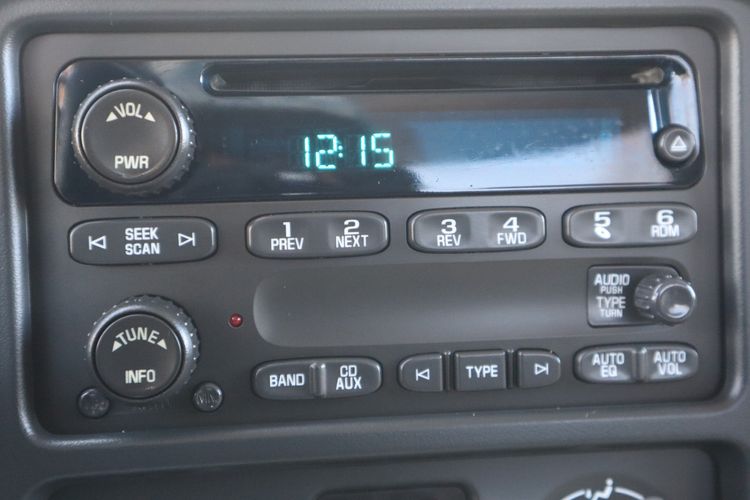 VOL
PWR
12:15
SEEK
SCAN
1 2
PREV NEXT
3 4
REV FWD
5 6
RDM
AUDIO
PUSH
TYPE
TURN
TUNE
INFO
H
M
BAND
CD
AUX
TYPE
AUTO
EQ
AUTO
VOL